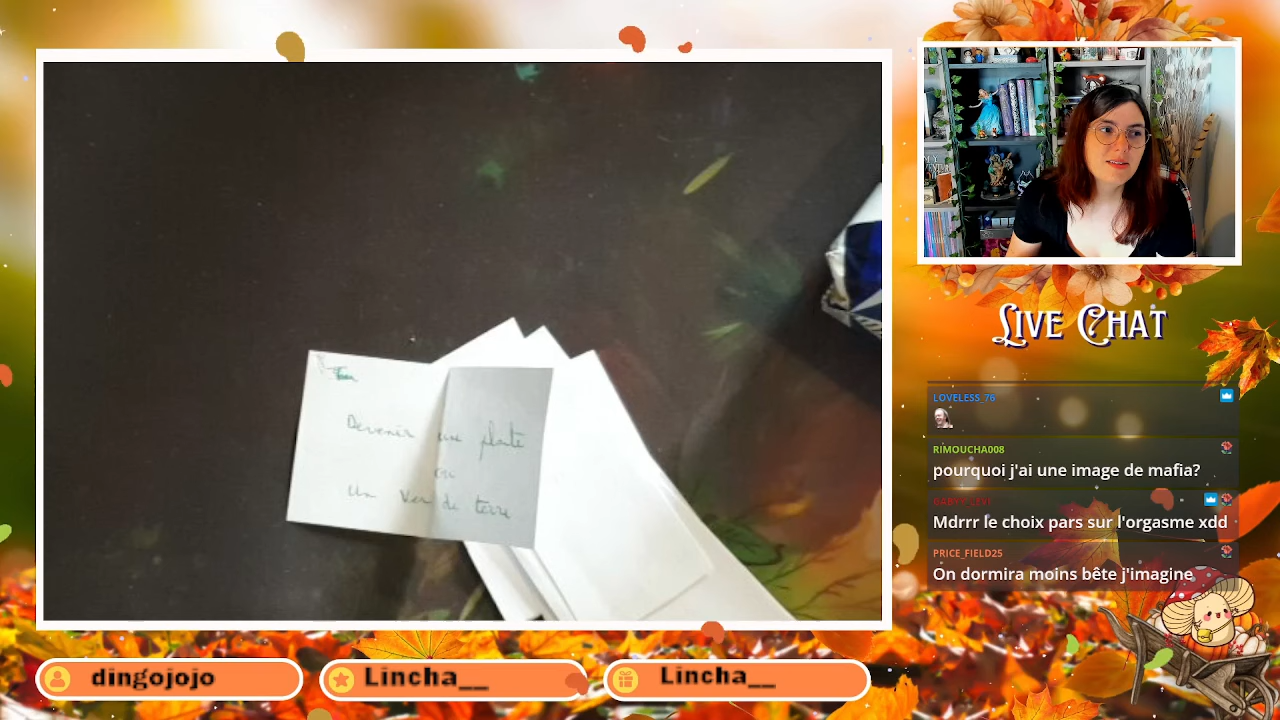 Devenir une plante
ou
Un Ver de terre
LIVE CHAT
LOVELESS_76
RIMOUCHA008
pourquoi j'ai une image de mafia?
Mdrrr le choix pars sur l'orgasme xdd
PRICE_FIELD25
On dormira moins bête j'imagine
dingojojo
Lincha__
Lincha__